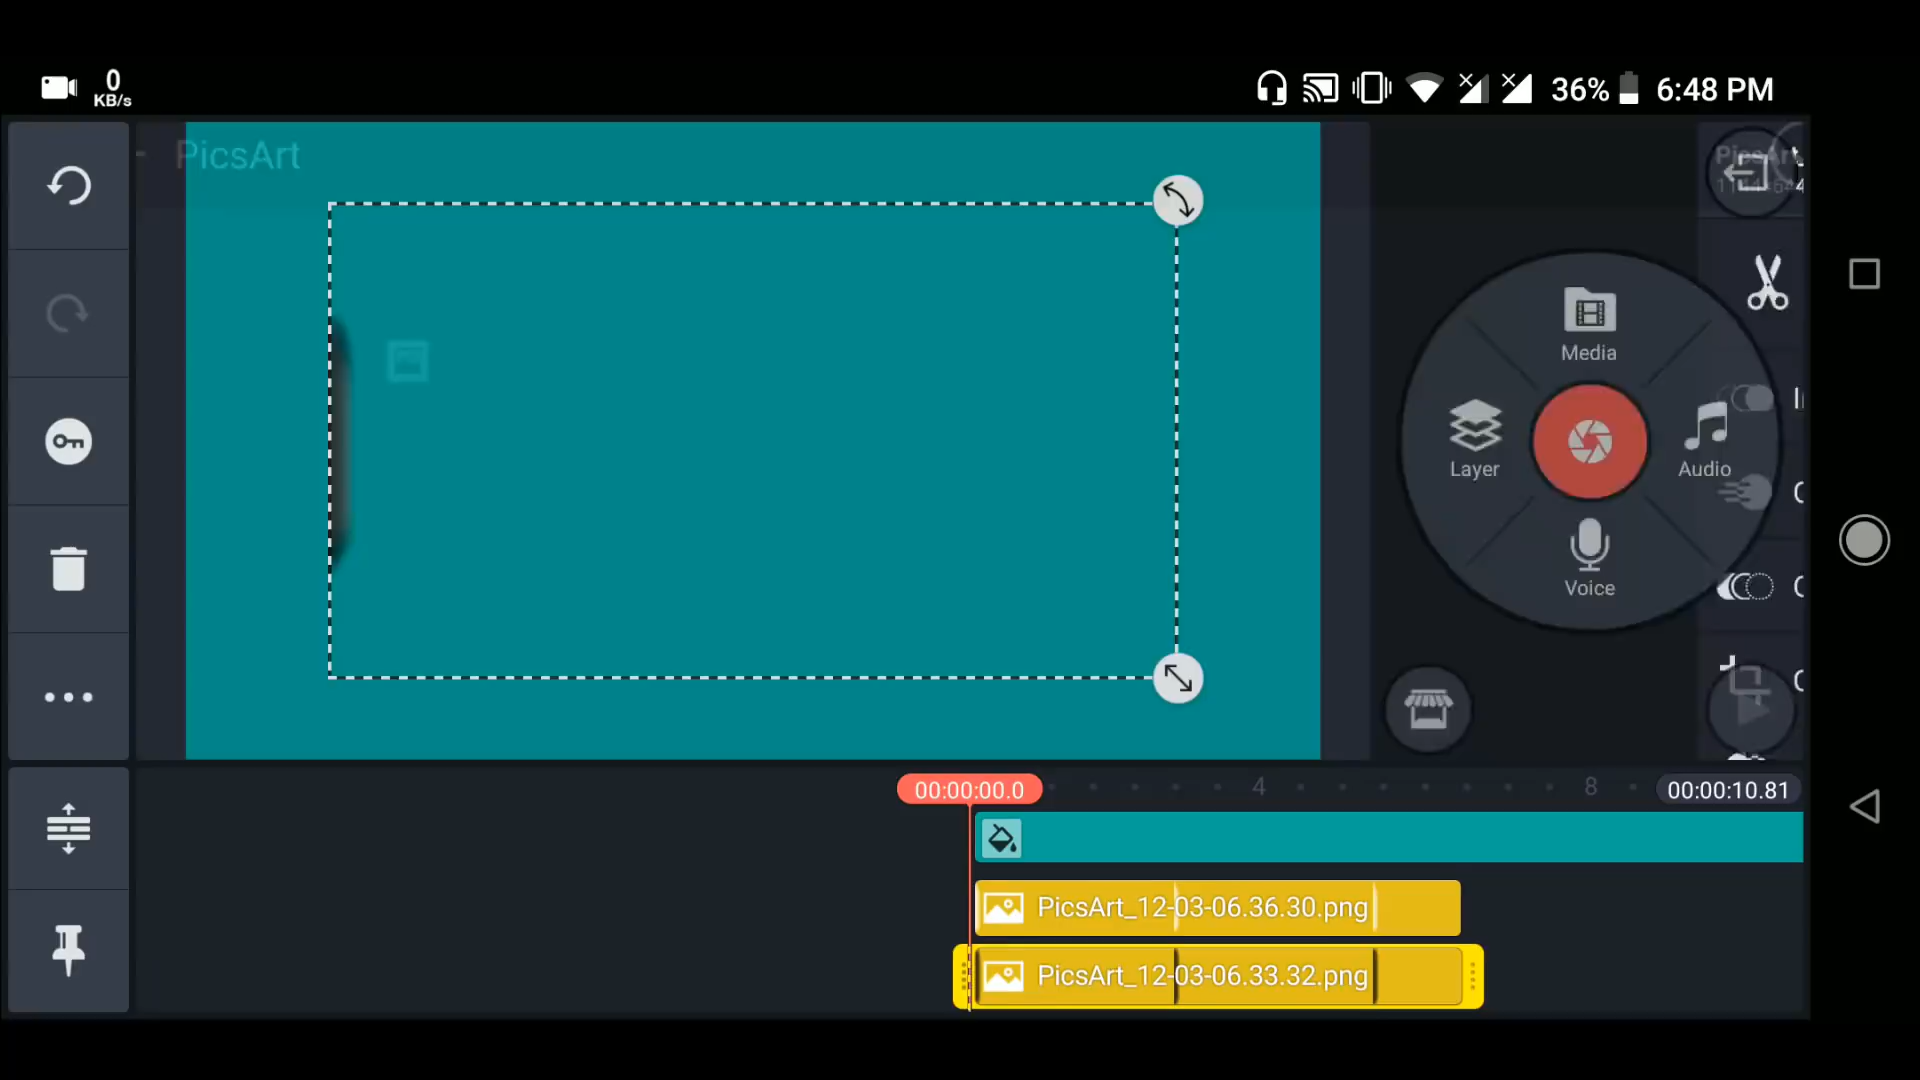 0
KB/s
36%
6:48 PM
PicsArt
PicsArt
Media
Layer
Audio
Voice
00:00:00.0
4
8
00:00:10.81
PicsArt_12-03-06.36.30.png
PicsArt_12-03-06.33.32.png